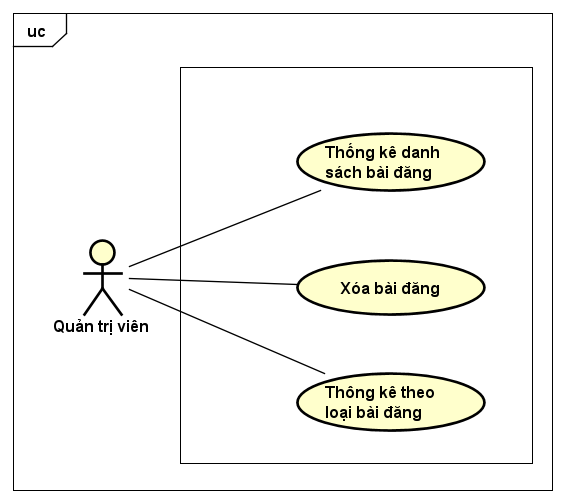 uc
Thống kê danh
sách bài đăng
Xóa bài đăng
Quản trị viên
Thông kê theo
loại bài đăng